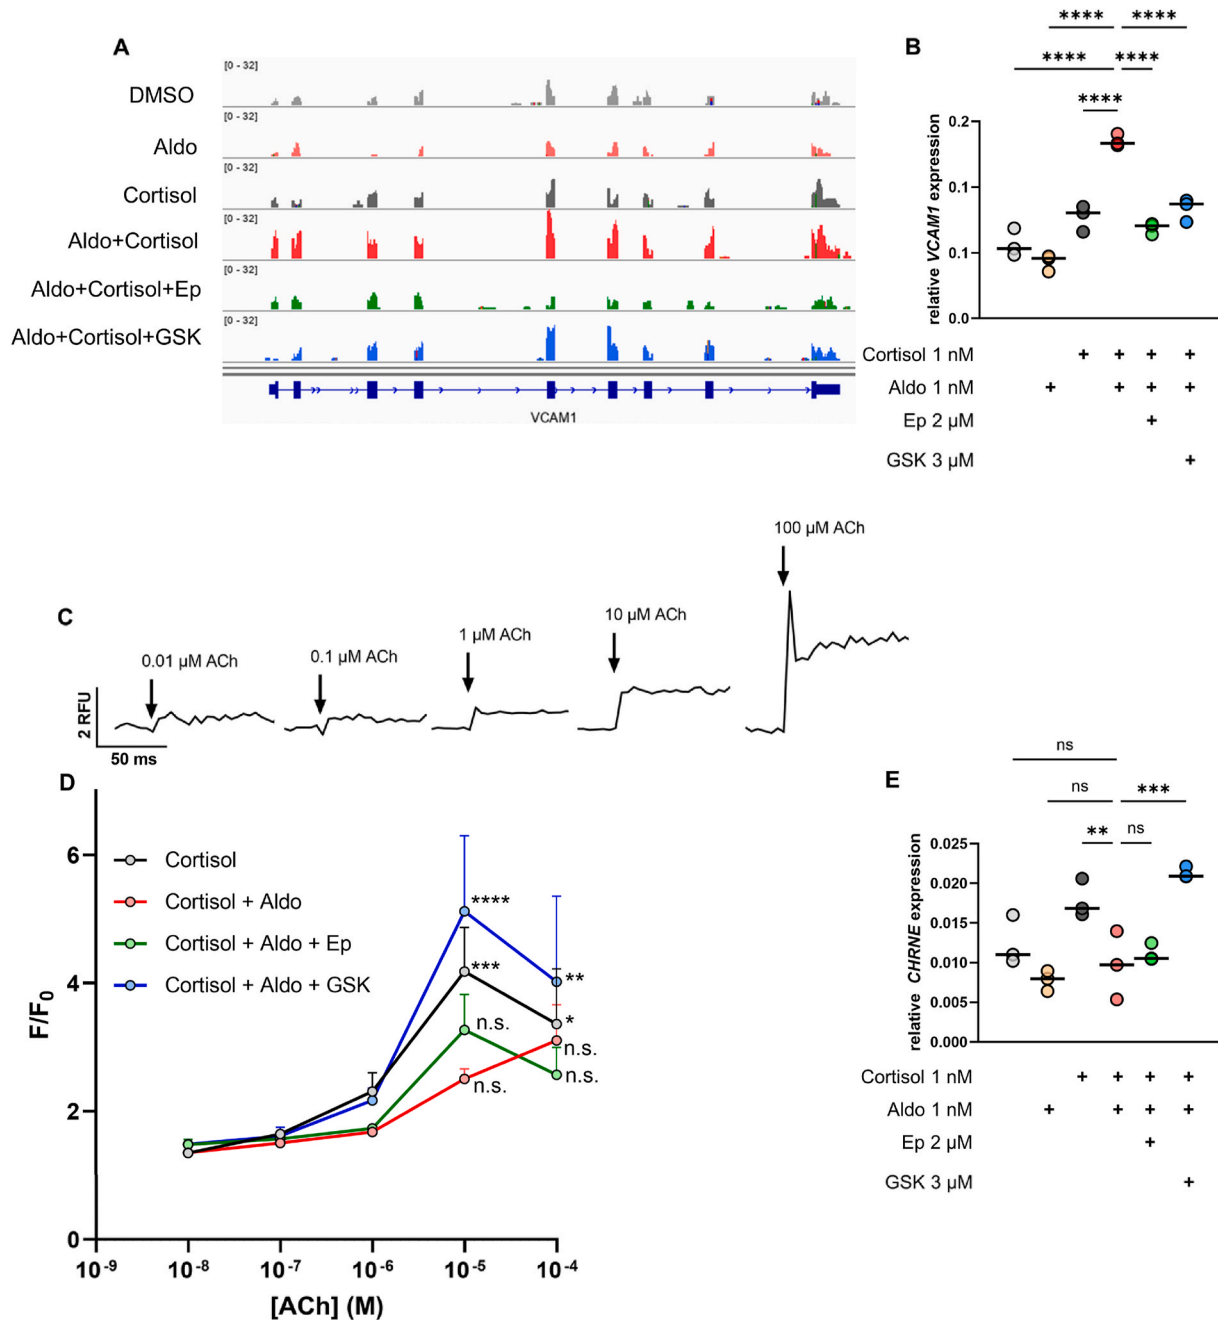 A
[0 - 32]
DMSO
[0 - 32]
Aldo
[0 - 32]
Cortisol
[0 - 32]
Aldo+Cortisol
[0 - 32]
Aldo+Cortisol+Ep
[0 - 32]
Aldo+Cortisol+GSK
VCAM1
B
**** ****
**** ****
****
relative VCAM1 expression
0.2
0.1
0.1
0.0
Cortisol 1 nM + + + +
Aldo 1 nM + + + +
Ep 2 µM +
GSK 3 µM +
C
0.01 µM ACh
0.1 µM ACh
1 µM ACh
10 µM ACh
100 µM ACh
2 RFU
50 ms
D
F/F0
6
4
2
0
Cortisol
Cortisol + Aldo
Cortisol + Aldo + Ep
Cortisol + Aldo + GSK
****
***
n.s.
n.s.
**
*
n.s.
n.s.
10-9 10-8 10-7 10-6 10-5 10-4
[ACh] (M)
E
ns
ns ***
** ns
relative CHRNE expression
0.025
0.020
0.015
0.010
0.005
0.000
Cortisol 1 nM + + + +
Aldo 1 nM + + + +
Ep 2 µM +
GSK 3 µM +